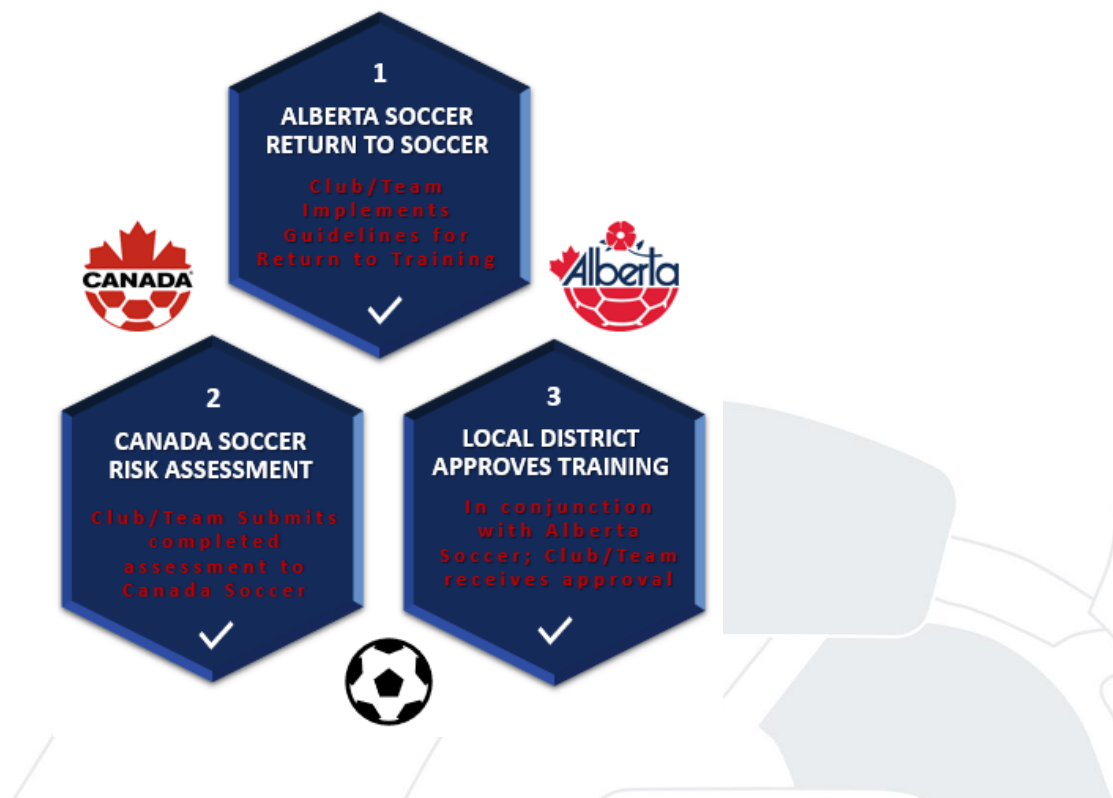 1
ALBERTA SOCCER
RETURN TO SOCCER
Club/Team
Implements
Guidelines for
Return to Training
CANADA
Alberta
2
CANADA SOCCER
RISK ASSESSMENT
Club/Team Submits
completed
assessment to
Canada Soccer
3
LOCAL DISTRICT
APPROVES TRAINING
In conjunction
with Alberta
Soccer; Club/Team
receives approval